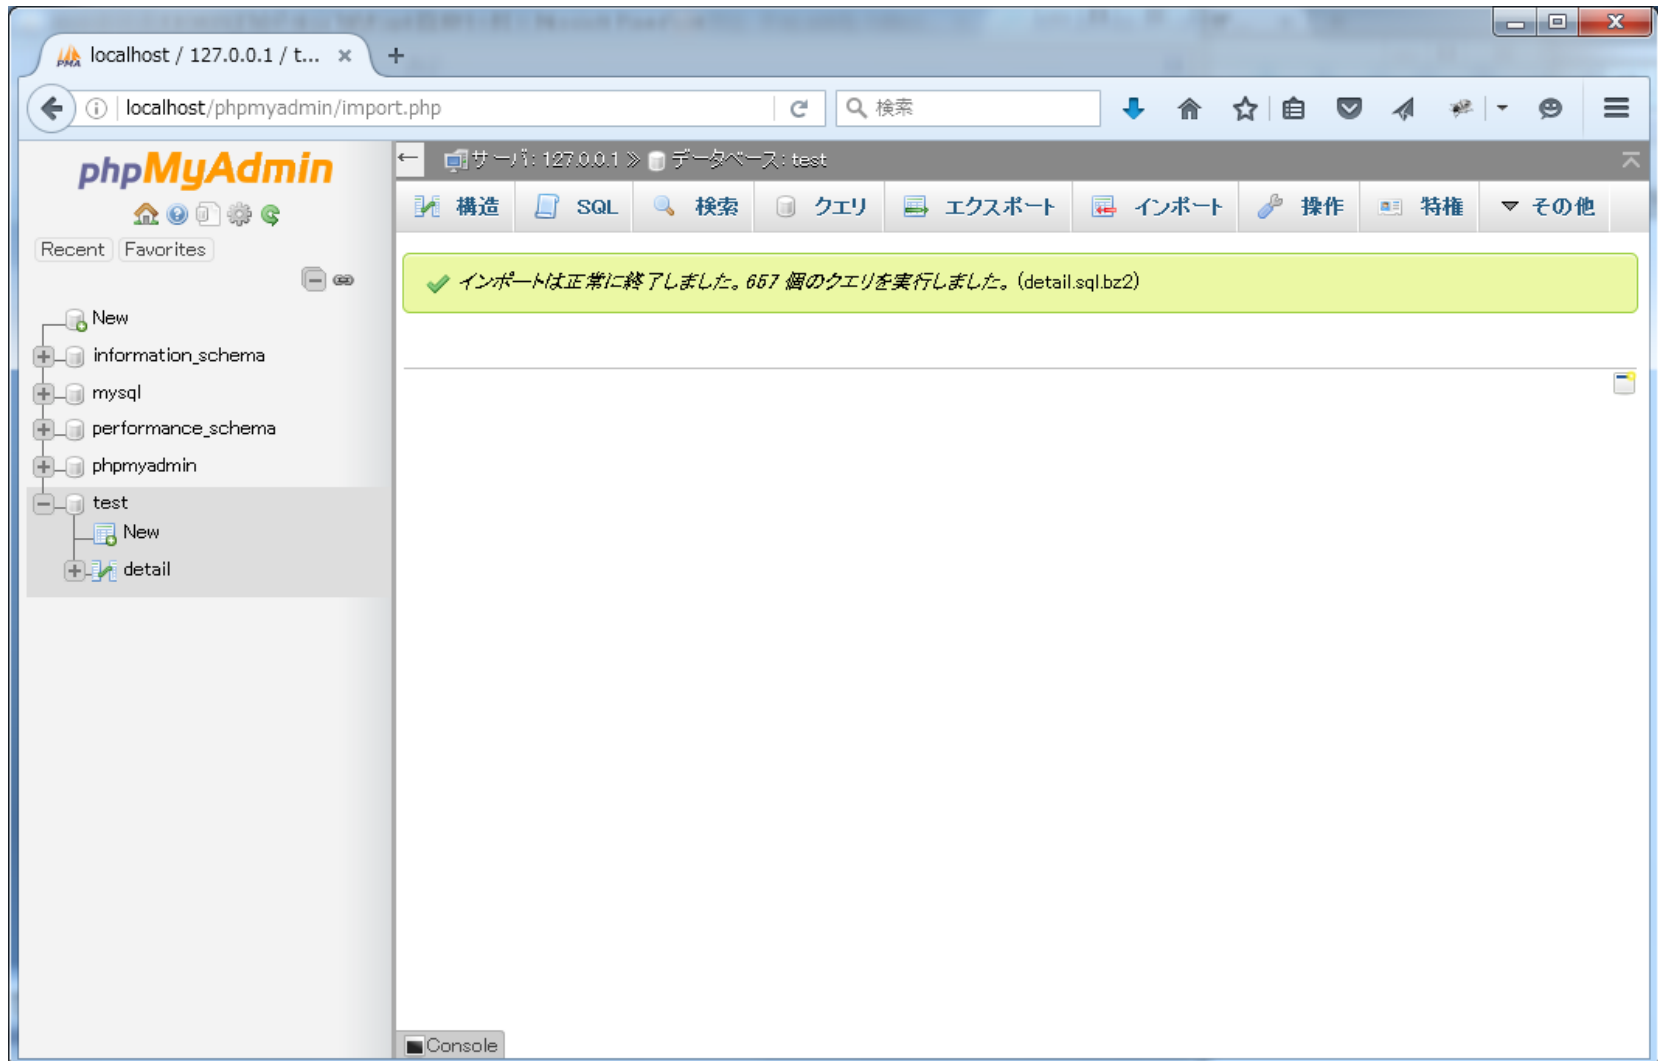 localhost / 127.0.0.1 / t...
localhost/phpmyadmin/import.php
検索
phpMyAdmin
Recent Favorites
New
information_schema
mysql
performance_schema
phpmyadmin
test
New
detail
サーバ: 127.0.0.1 » データベース: test
構造 SQL 検索 クエリ エクスポート インポート 操作 特権 その他
インポートは正常に終了しました。657 個のクエリを実行しました。(detail.sql.bz2)
Console